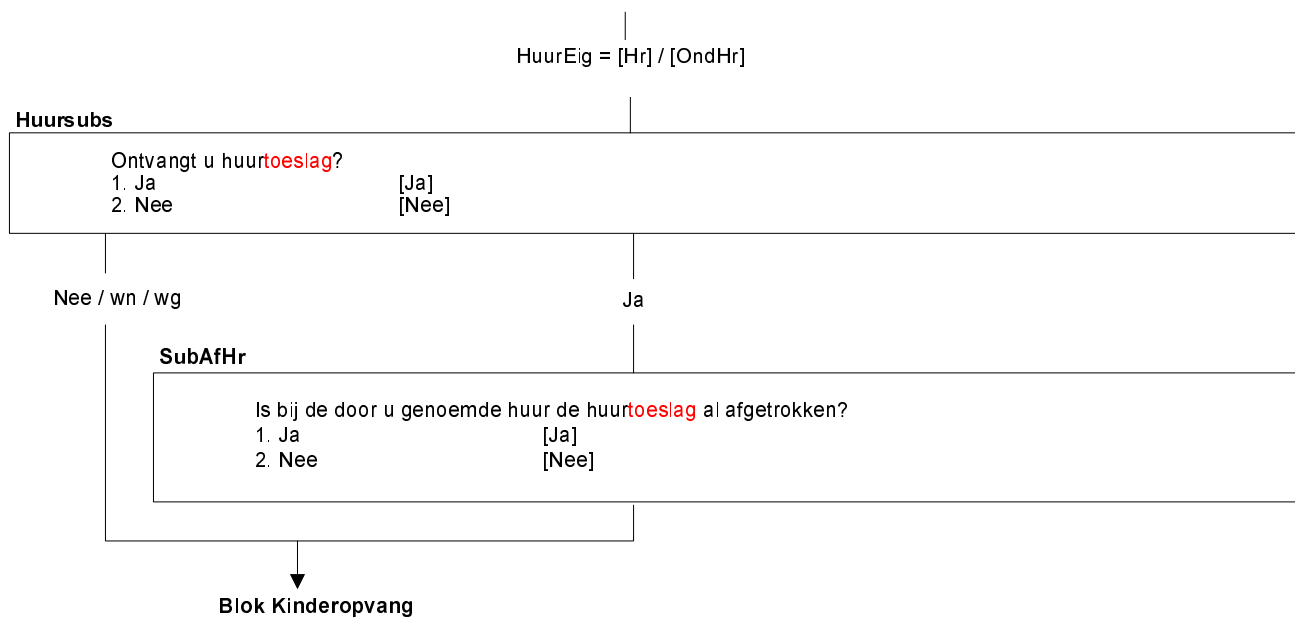 HuurEig = [Hr] / [OndHr]
Huursubs
Ontvangt u huurtoeslag?
1. Ja [Ja]
2. Nee [Nee]
Nee / wn / wg Ja
SubAfHr
Is bij de door u genoemde huur de huurtoeslag al afgetrokken?
1. Ja [Ja]
2. Nee [Nee]
Blok Kinderopvang